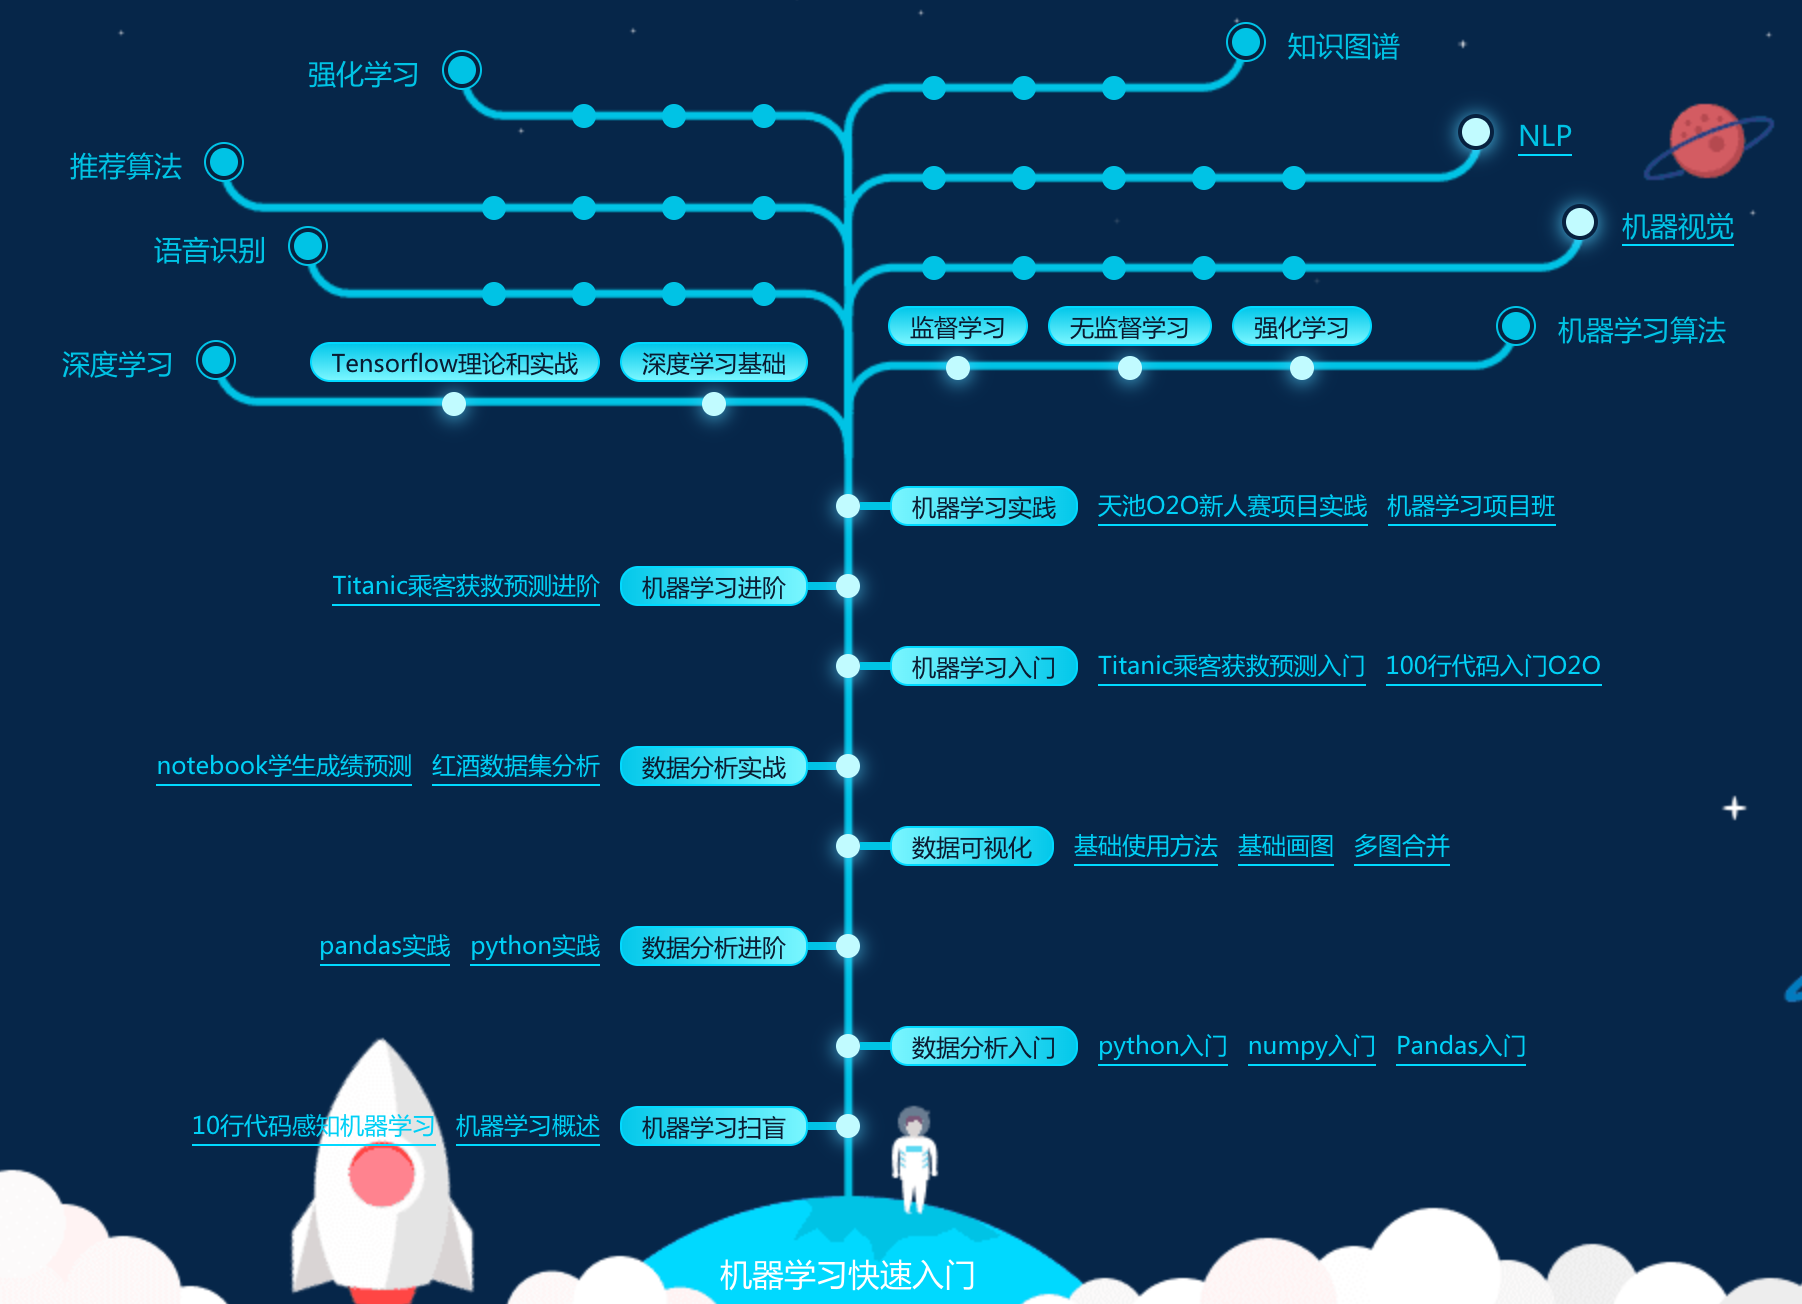 知识图谱
强化学习
NLP
推荐算法
机器视觉
语音识别
监督学习 无监督学习 强化学习 机器学习算法
深度学习 Tensorflow理论和实战 深度学习基础
机器学习实践 天池O2O新人赛项目实践 机器学习项目班
Titanic乘客获救预测进阶 机器学习进阶
机器学习入门 Titanic乘客获救预测入门 100行代码入门O2O
notebook学生成绩预测 红酒数据集分析 数据分析实战
数据可视化 基础使用方法 基础画图 多图合并
pandas实践 python实践 数据分析进阶
数据分析入门 python入门 numpy入门 Pandas入门
10行代码感知机器学习 机器学习概述 机器学习扫盲
机器学习快速入门